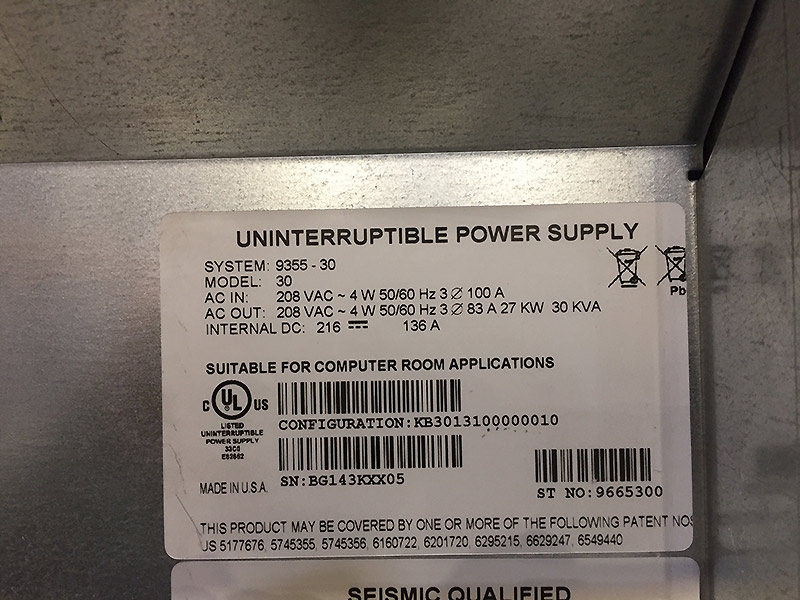 UNINTERRUPTIBLE POWER SUPPLY
SYSTEM: 9355 - 30
MODEL: 30
AC IN: 208 VAC ~ 4 W 50/60 Hz 3 Ø 100 A
AC OUT: 208 VAC ~ 4 W 50/60 Hz 3 Ø 83 A 27 KW 30 KVA
INTERNAL DC: 216 ⎓ 136 A
Pb
SUITABLE FOR COMPUTER ROOM APPLICATIONS
C UL US
LISTED
UNINTERRUPTIBLE
POWER SUPPLY
33C0
E52662
CONFIGURATION:KB3013100000010
SN:BG143KXX05
MADE IN U.S.A.
ST NO:9665300
THIS PRODUCT MAY BE COVERED BY ONE OR MORE OF THE FOLLOWING PATENT NOS
US 5177676, 5745355, 5745356, 6160722, 6201720, 6295215, 6629247, 6549440
SEISMIC QUALIFIED